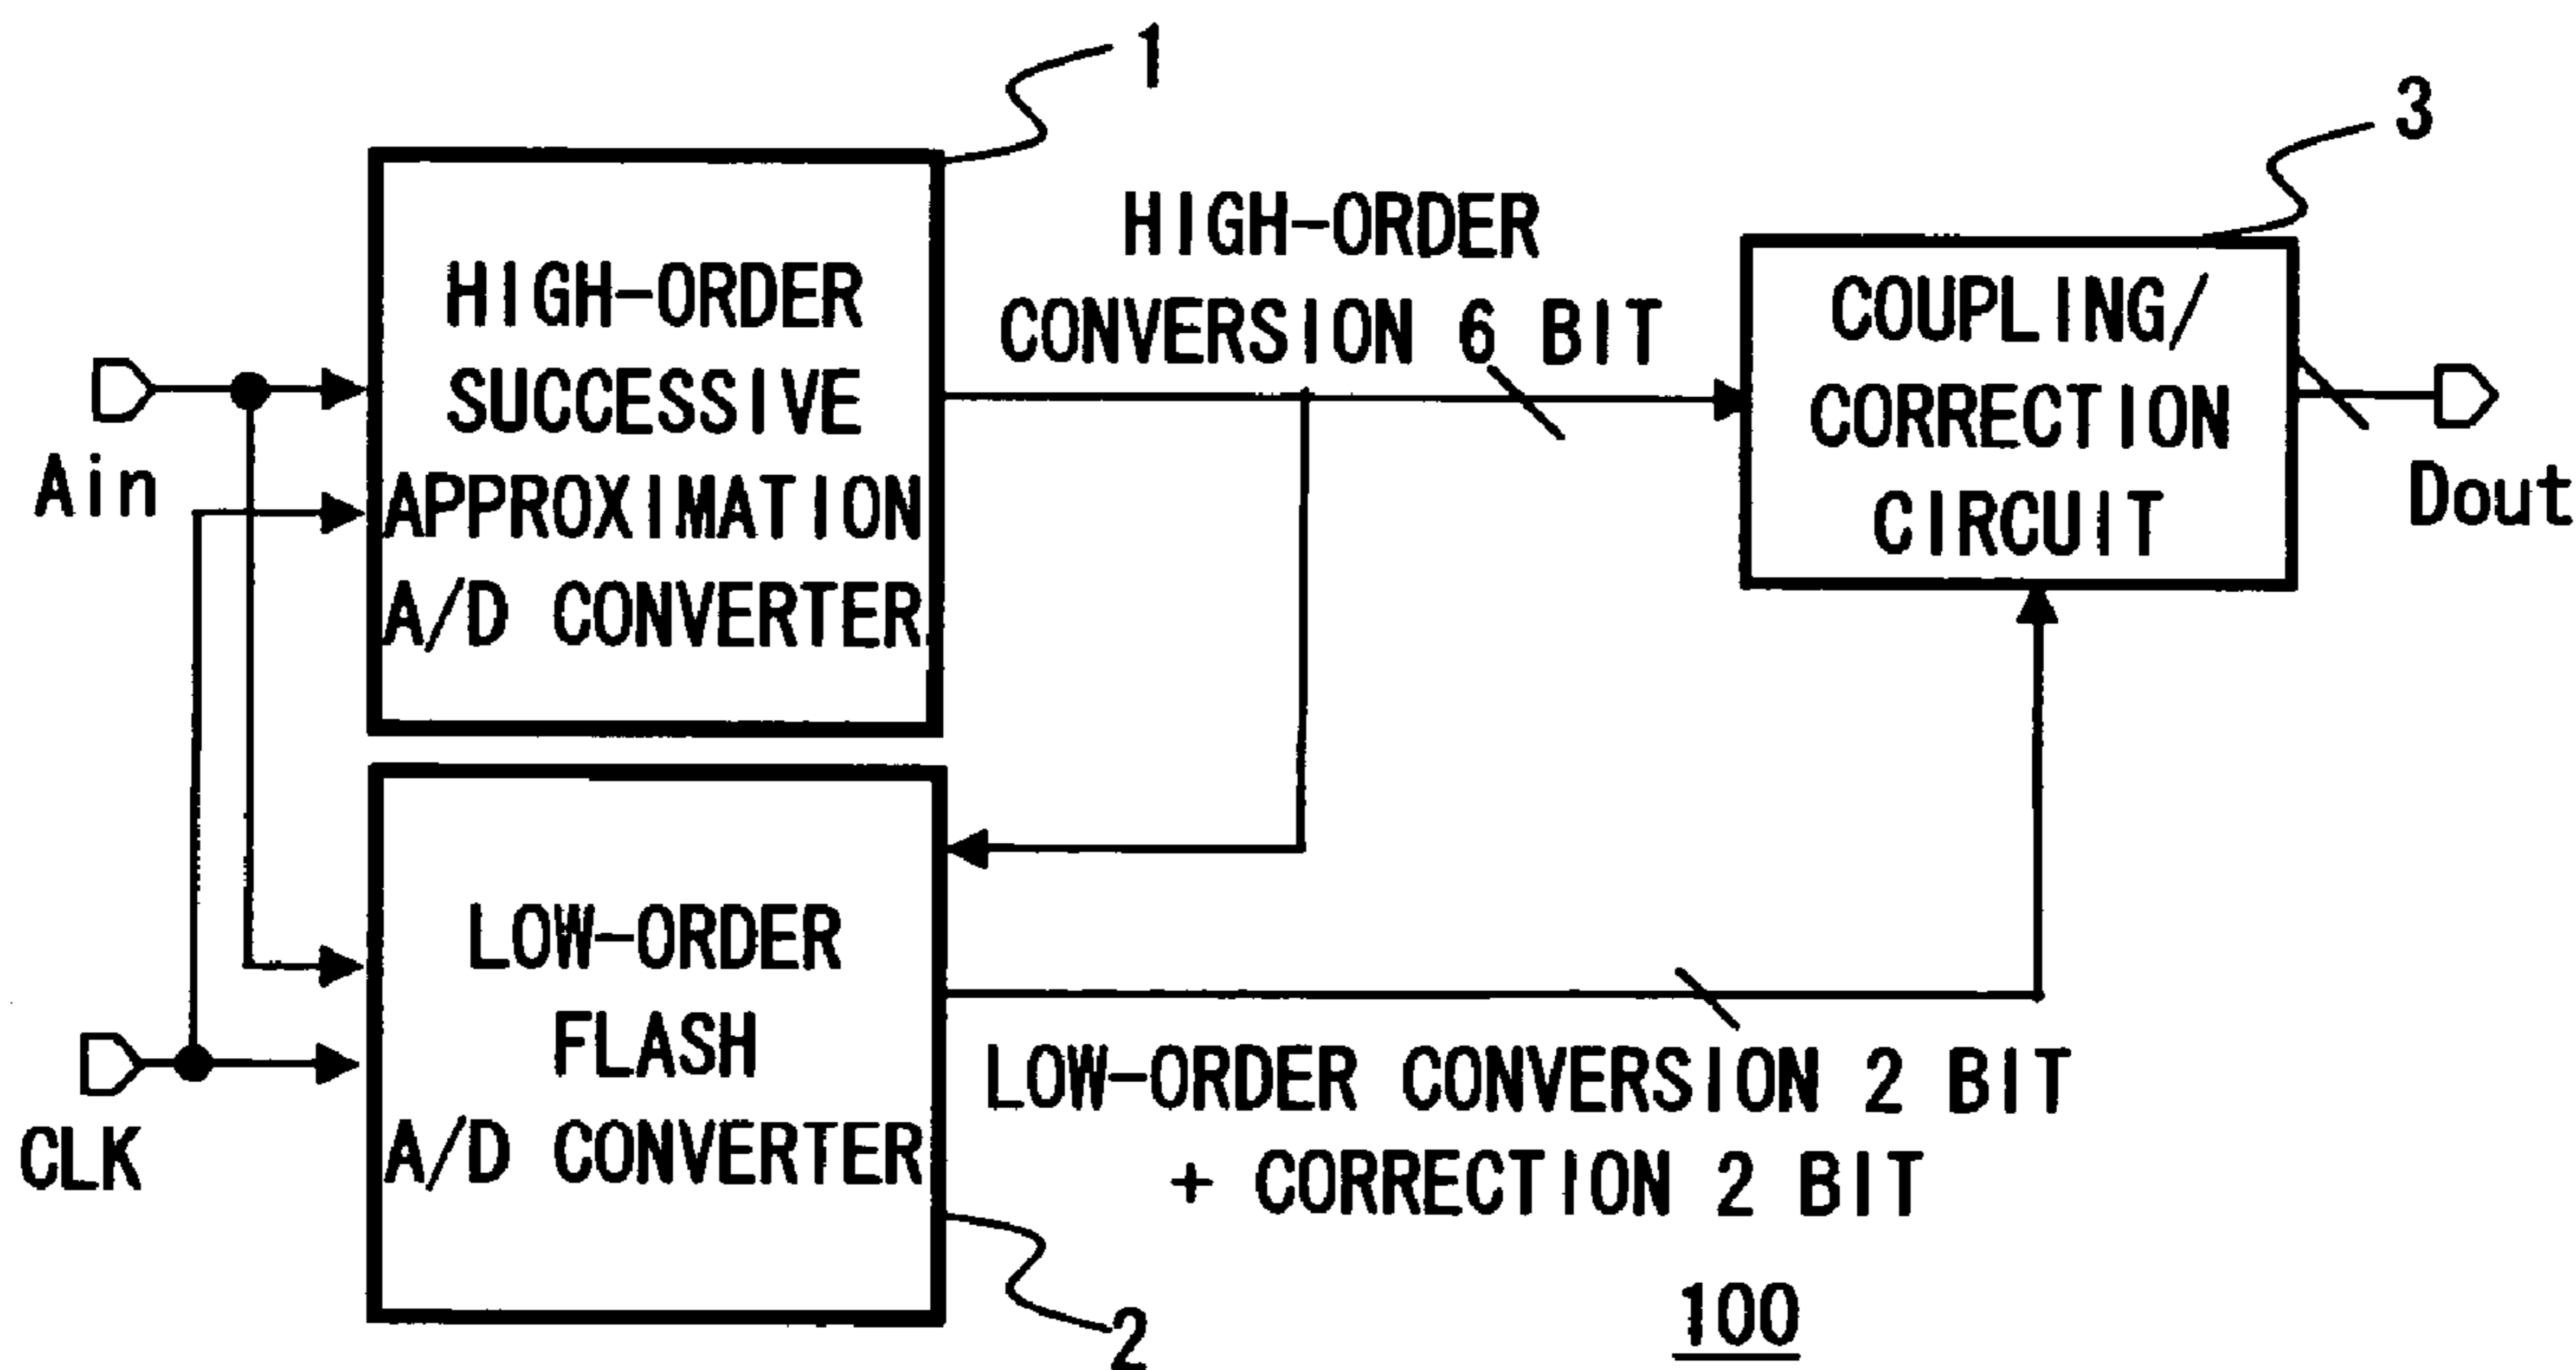 1
3
HIGH-ORDER
SUCCESSIVE
APPROXIMATION
A/D CONVERTER
HIGH-ORDER
CONVERSION 6 BIT
COUPLING/
CORRECTION
CIRCUIT
Ain
Dout
LOW-ORDER
FLASH
A/D CONVERTER
CLK
LOW-ORDER CONVERSION 2 BIT
+ CORRECTION 2 BIT
2
100